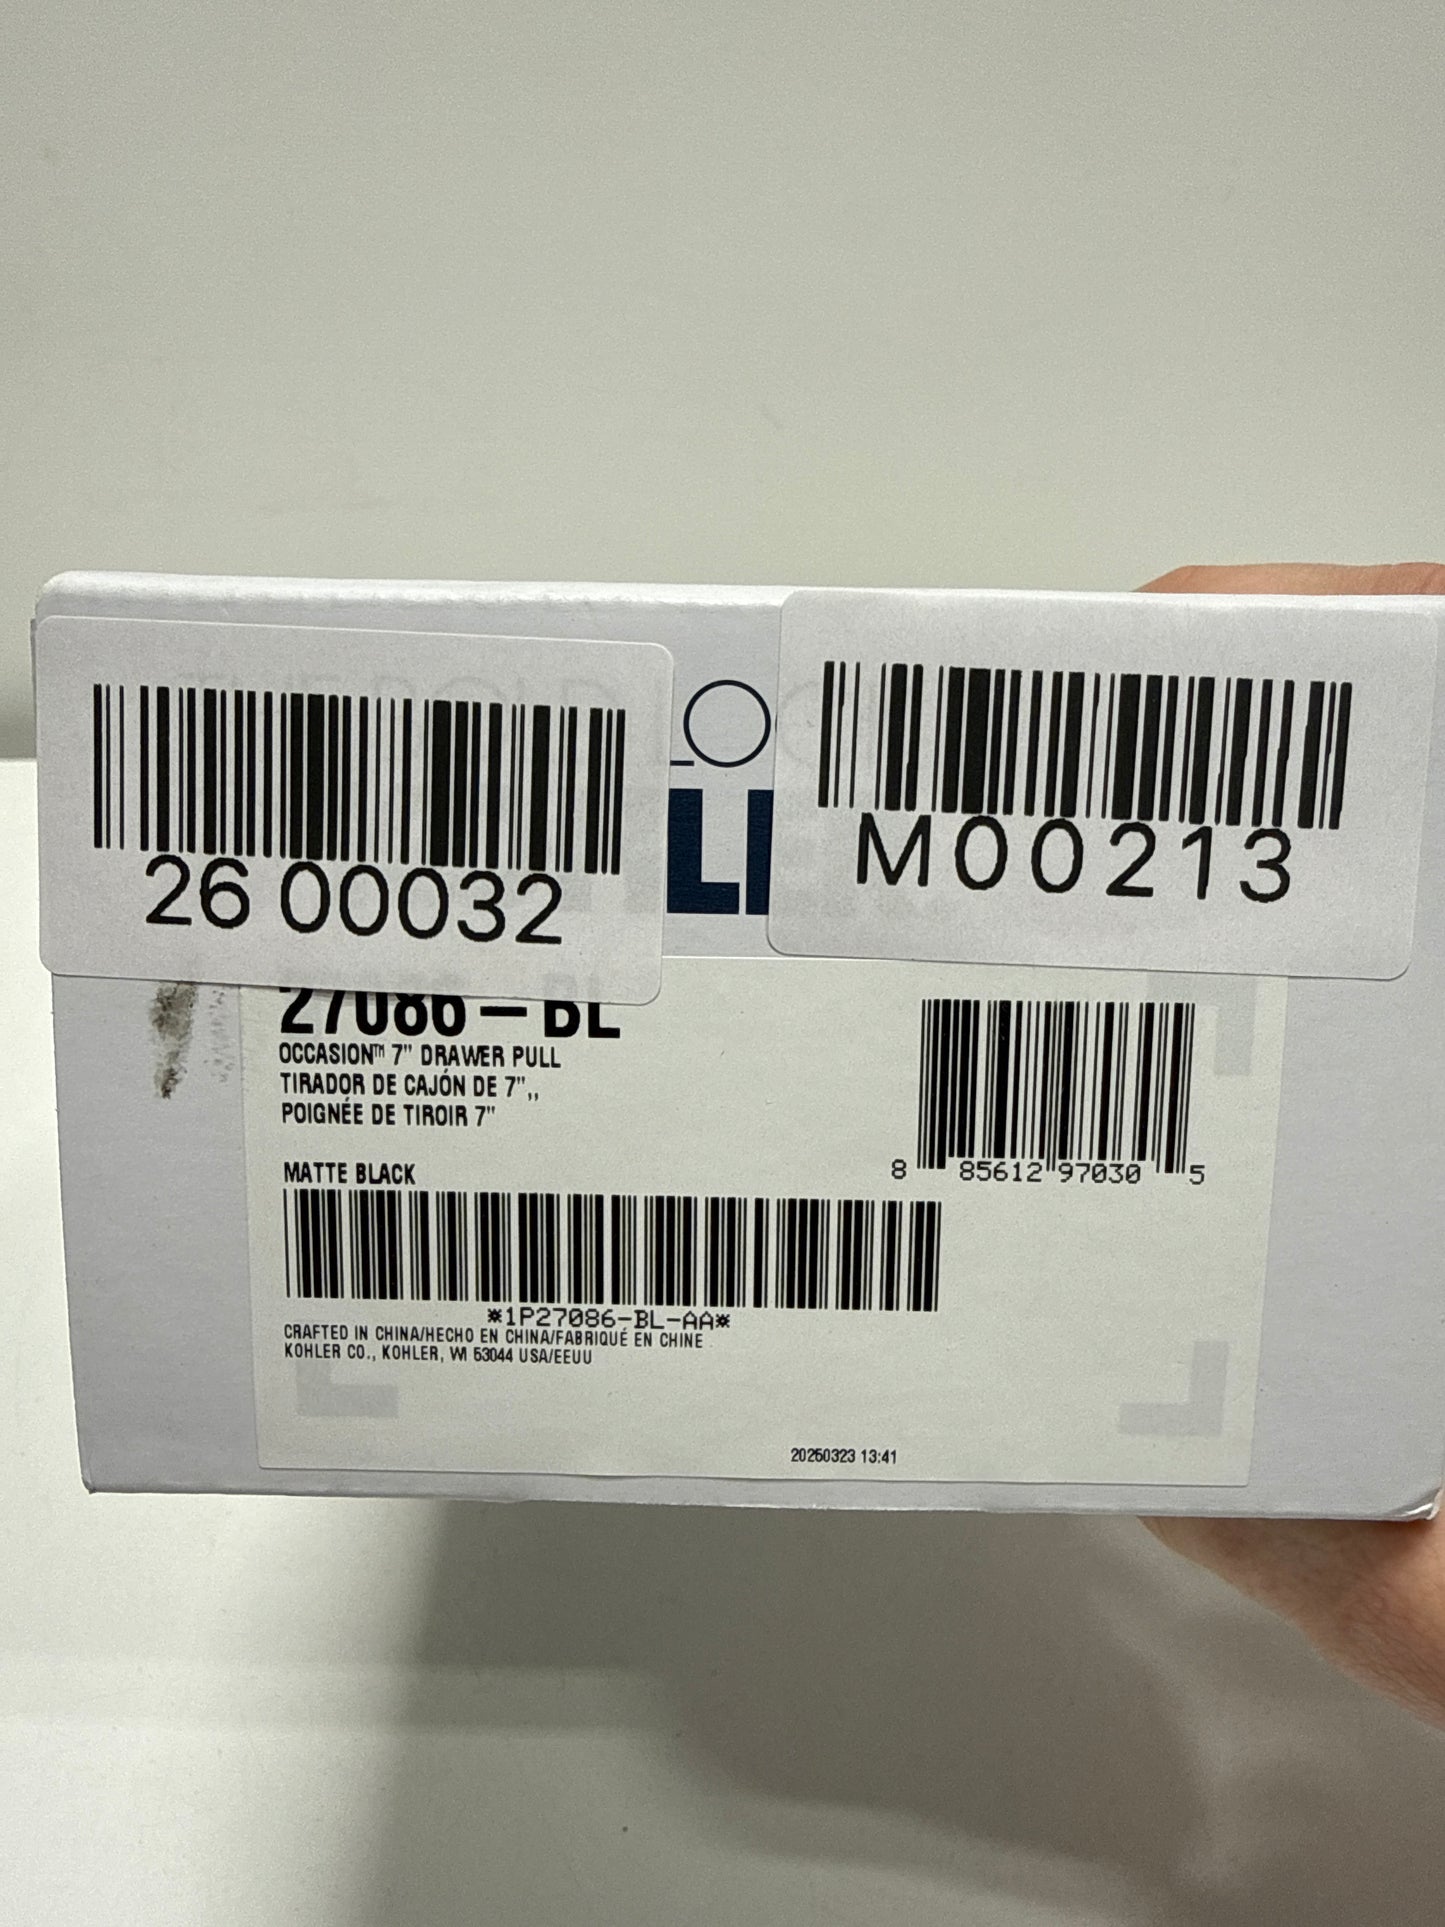 LO
LE
26 00032
M00213
27086-BL
OCCASION™ 7" DRAWER PULL
TIRADOR DE CAJÓN DE 7",,
POIGNÉE DE TIROIR 7"
MATTE BLACK
8 85612 97030 5
*1P27086-BL-AA*
CRAFTED IN CHINA/HECHO EN CHINA/FABRIQUÉ EN CHINE
KOHLER CO., KOHLER, WI 53044 USA/EEUU
20250323 13:41